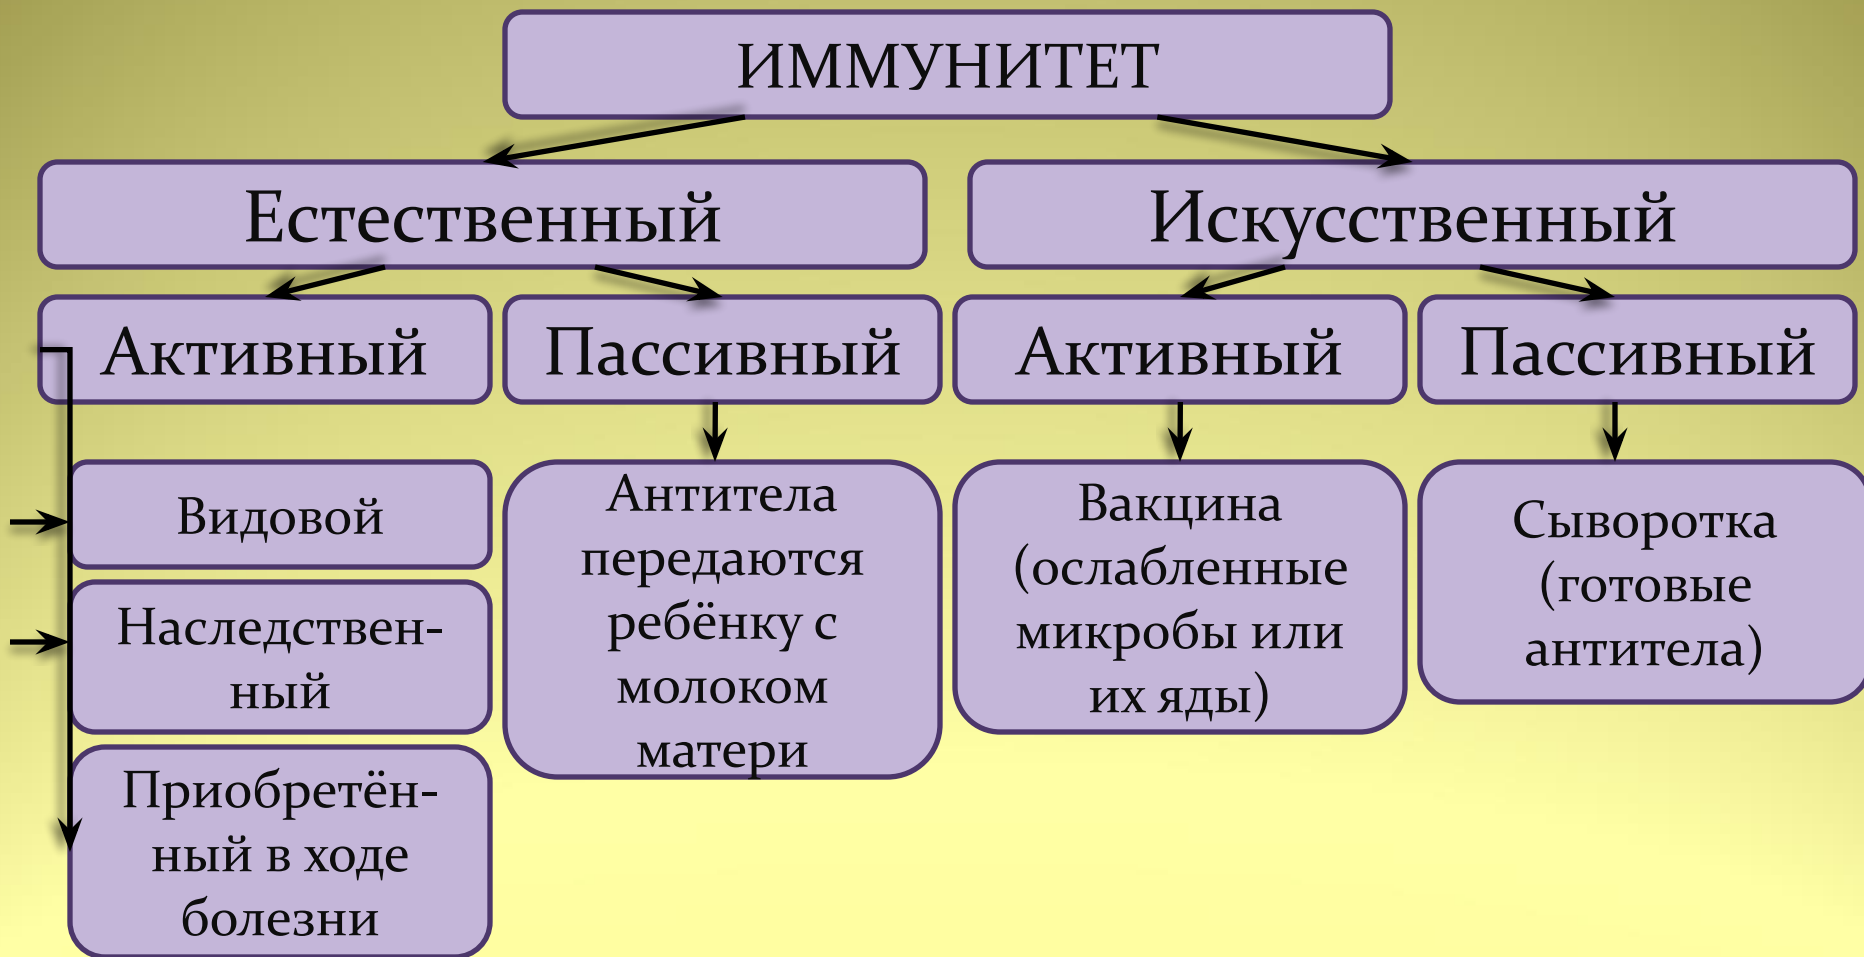 ИММУНИТЕТ
Естественный
Искусственный
Активный
Пассивный
Активный
Пассивный
Видовой
Наследствен-
ный
Приобретён-
ный в ходе
болезни
Антитела
передаются
ребёнку с
молоком
матери
Вакцина
(ослабленные
микробы или
их яды)
Сыворотка
(готовые
антитела)